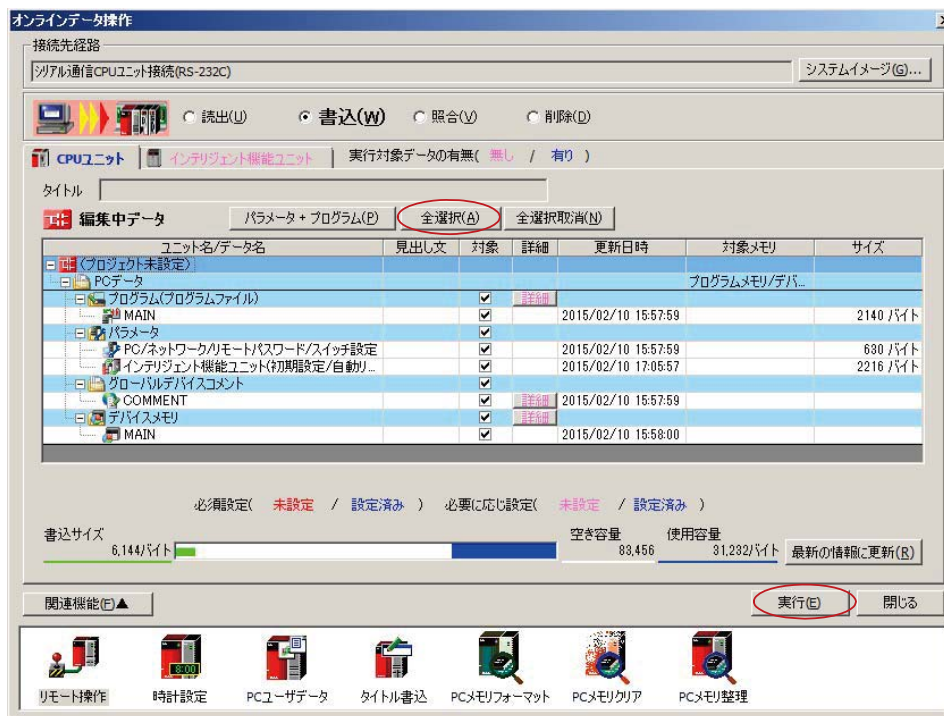 オンラインデータ操作
接続先経路
シリアル通信CPUユニット接続(RS-232C)
システムイメージ(G)...
読出(U) 書込(W) 照合(V) 削除(D)
CPUユニット インテリジェント機能ユニット 実行対象データの有無( 無し / 有り )
タイトル
編集中データ パラメータ+プログラム(P) 全選択(A) 全選択取消(N)
ユニット名/データ名 見出し文 対象 詳細 更新日時 対象メモリ サイズ
(プロジェクト未設定)
PCデータ プログラムメモリ/デバ...
プログラム(プログラムファイル) 詳細
MAIN 2015/02/10 15:57:59 2140 バイト
パラメータ
PC/ネットワーク/リモートパスワード/スイッチ設定 2015/02/10 15:57:59 630 バイト
インテリジェント機能ユニット(初期設定/自動リ... 2015/02/10 17:05:57 2216 バイト
グローバルデバイスコメント
COMMENT 詳細 2015/02/10 15:57:59
デバイスメモリ 詳細
MAIN 2015/02/10 15:58:00
必須設定( 未設定 / 設定済み ) 必要に応じ設定( 未設定 / 設定済み )
書込サイズ 空き容量 使用容量
6,144バイト 83,456 31,232バイト 最新の情報に更新(R)
関連機能(F)▲ 実行(E) 閉じる
8:00
リモート操作 時計設定 PCユーザデータ タイトル書込 PCメモリフォーマット PCメモリクリア PCメモリ整理